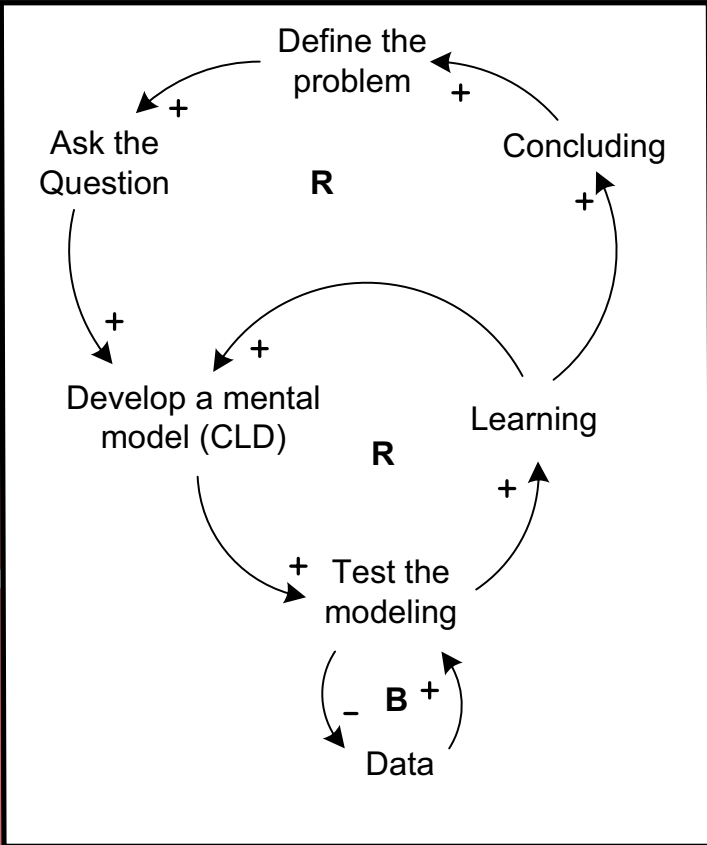 Define the
problem
+
+
Ask the
Question
Concluding
R
+
+
+
Develop a mental
model (CLD)
Learning
R
+
+
Test the
modeling
B
+
−
Data